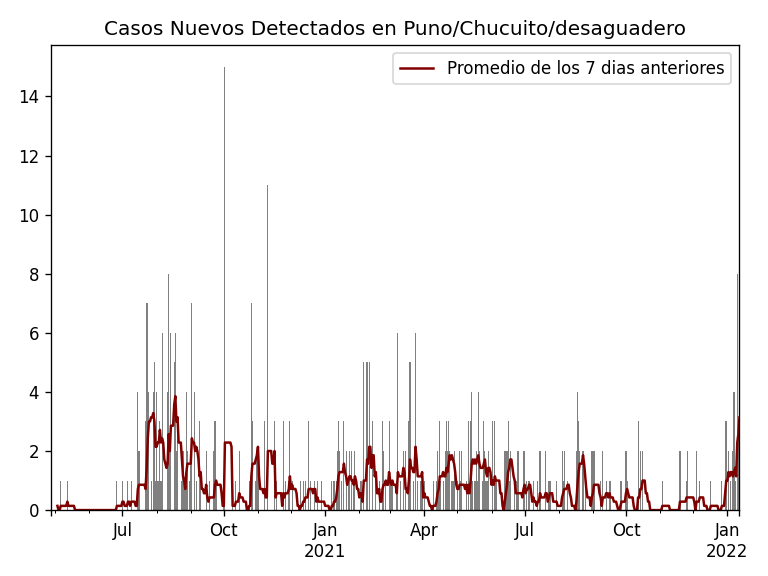 Casos Nuevos Detectados en Puno/Chucuito/desaguadero
Promedio de los 7 dias anteriores
14
12
10
8
6
4
2
0
Jul
Oct
Jan
2021
Apr
Jul
Oct
Jan
2022